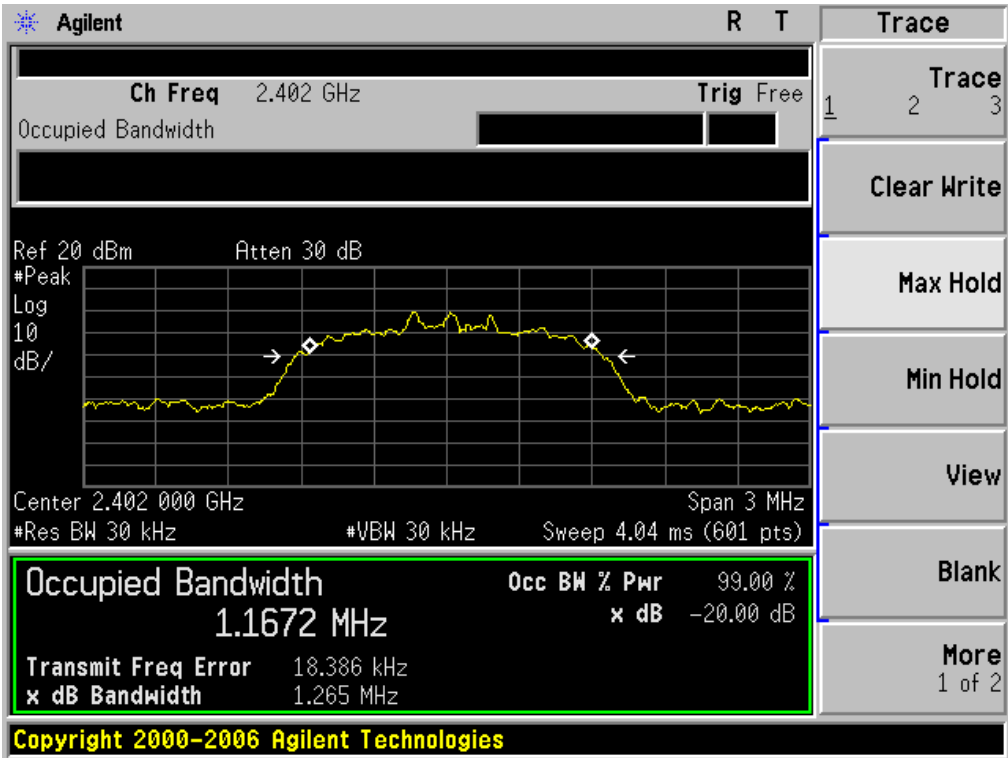 Agilent R T
Trace
Ch Freq 2.402 GHz Trig Free
Occupied Bandwidth
Trace
1 2 3
Clear Write
Max Hold
Min Hold
View
Blank
More
1 of 2
Ref 20 dBm Atten 30 dB
#Peak
Log
10
dB/
Center 2.402 000 GHz Span 3 MHz
#Res BW 30 kHz #VBW 30 kHz Sweep 4.04 ms (601 pts)
Occupied Bandwidth Occ BW % Pwr 99.00 %
1.1672 MHz x dB -20.00 dB
Transmit Freq Error 18.386 kHz
x dB Bandwidth 1.265 MHz
Copyright 2000-2006 Agilent Technologies